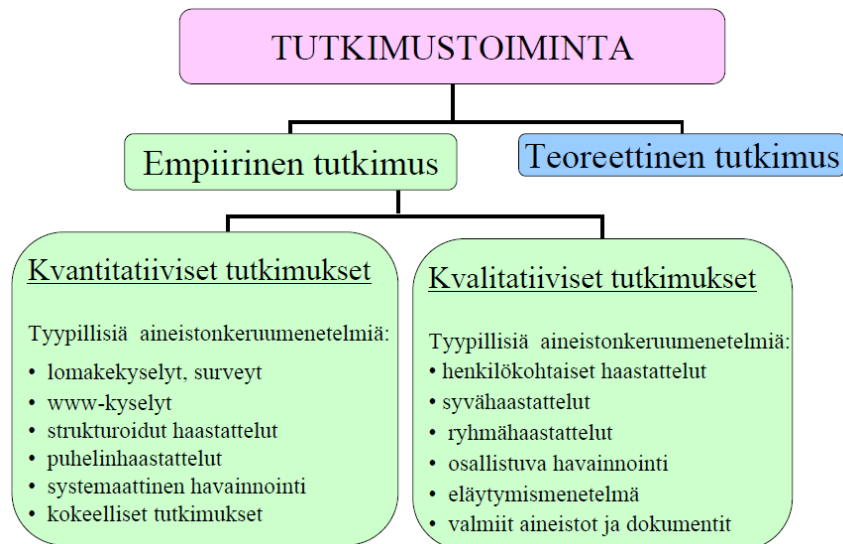 TUTKIMUSTOIMINTA
Empiirinen tutkimus
Teoreettinen tutkimus
Kvantitatiiviset tutkimukset
Tyypillisiä aineistonkeruumenetelmiä:
• lomakekyselyt, surveyt
• www-kyselyt
• strukturoidut haastattelut
• puhelinhaastattelut
• systemaattinen havainnointi
• kokeelliset tutkimukset
Kvalitatiiviset tutkimukset
Tyypillisiä aineistonkeruumenetelmiä:
• henkilökohtaiset haastattelut
• syvähaastattelut
• ryhmähaastattelut
• osallistuva havainnointi
• eläytymismenetelmä
• valmiit aineistot ja dokumentit